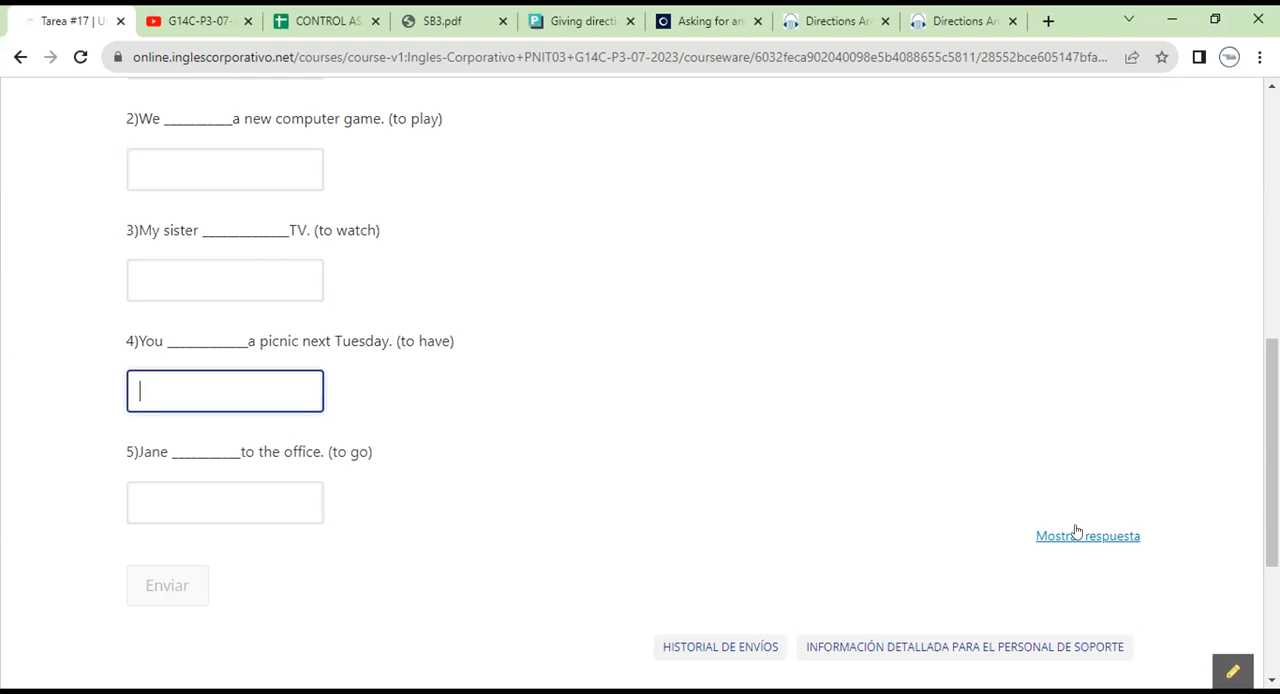 Tarea #17 | U
G14C-P3-07-
CONTROL AS
SB3.pdf
Giving directi
Asking for an
Directions An
Directions An
online.inglescorporativo.net/courses/course-v1:Ingles-Corporativo+PNIT03+G14C-P3-07-2023/courseware/6032feca902040098e5b4088655c5811/28552bce605147bfa...
2)We __________a new computer game. (to play)
3)My sister _____________TV. (to watch)
4)You ____________a picnic next Tuesday. (to have)
5)Jane __________to the office. (to go)
Mostrar respuesta
Enviar
HISTORIAL DE ENVÍOS
INFORMACIÓN DETALLADA PARA EL PERSONAL DE SOPORTE